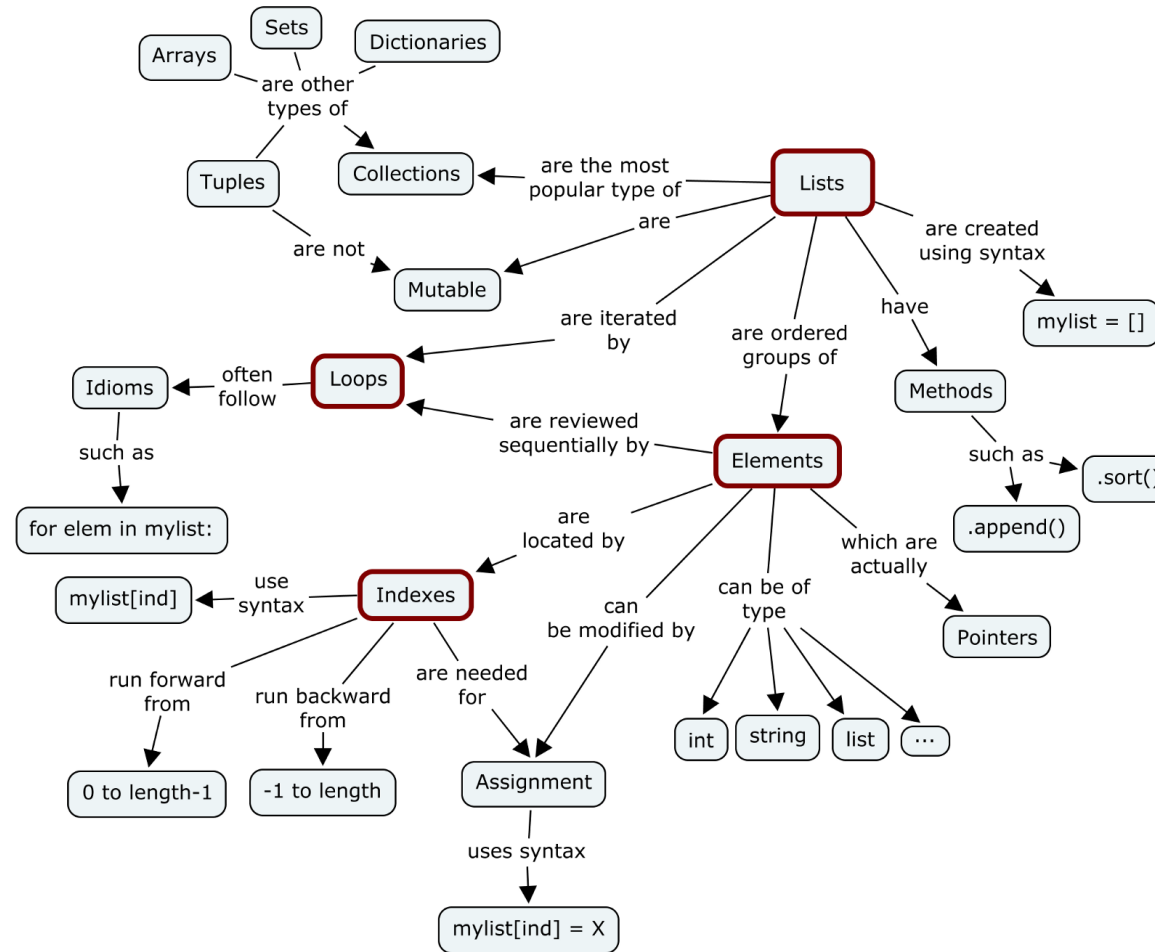 Sets
Dictionaries
Arrays
are other
types of
Tuples
Collections
are the most
popular type of
Lists
are
are not
Mutable
are created
using syntax
mylist = []
have
are iterated
by
are ordered
groups of
Idioms
often
follow
Loops
Methods
are reviewed
sequentially by
such as
Elements
such as
.sort()
for elem in mylist:
are
located by
.append()
which are
actually
mylist[ind]
use
syntax
Indexes
can
be modified by
can be of
type
Pointers
run forward
from
run backward
from
are needed
for
int
string
list
...
0 to length-1
-1 to length
Assignment
uses syntax
mylist[ind] = X